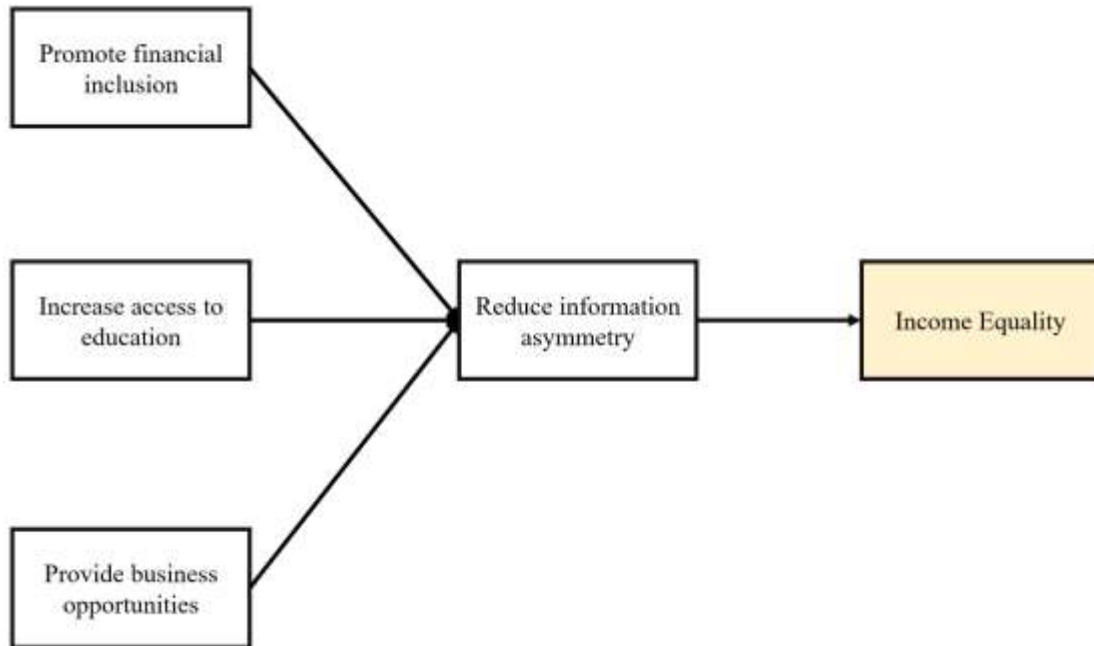 Promote financial
inclusion
Increase access to
education
Reduce information
asymmetry
Income Equality
Provide business
opportunities